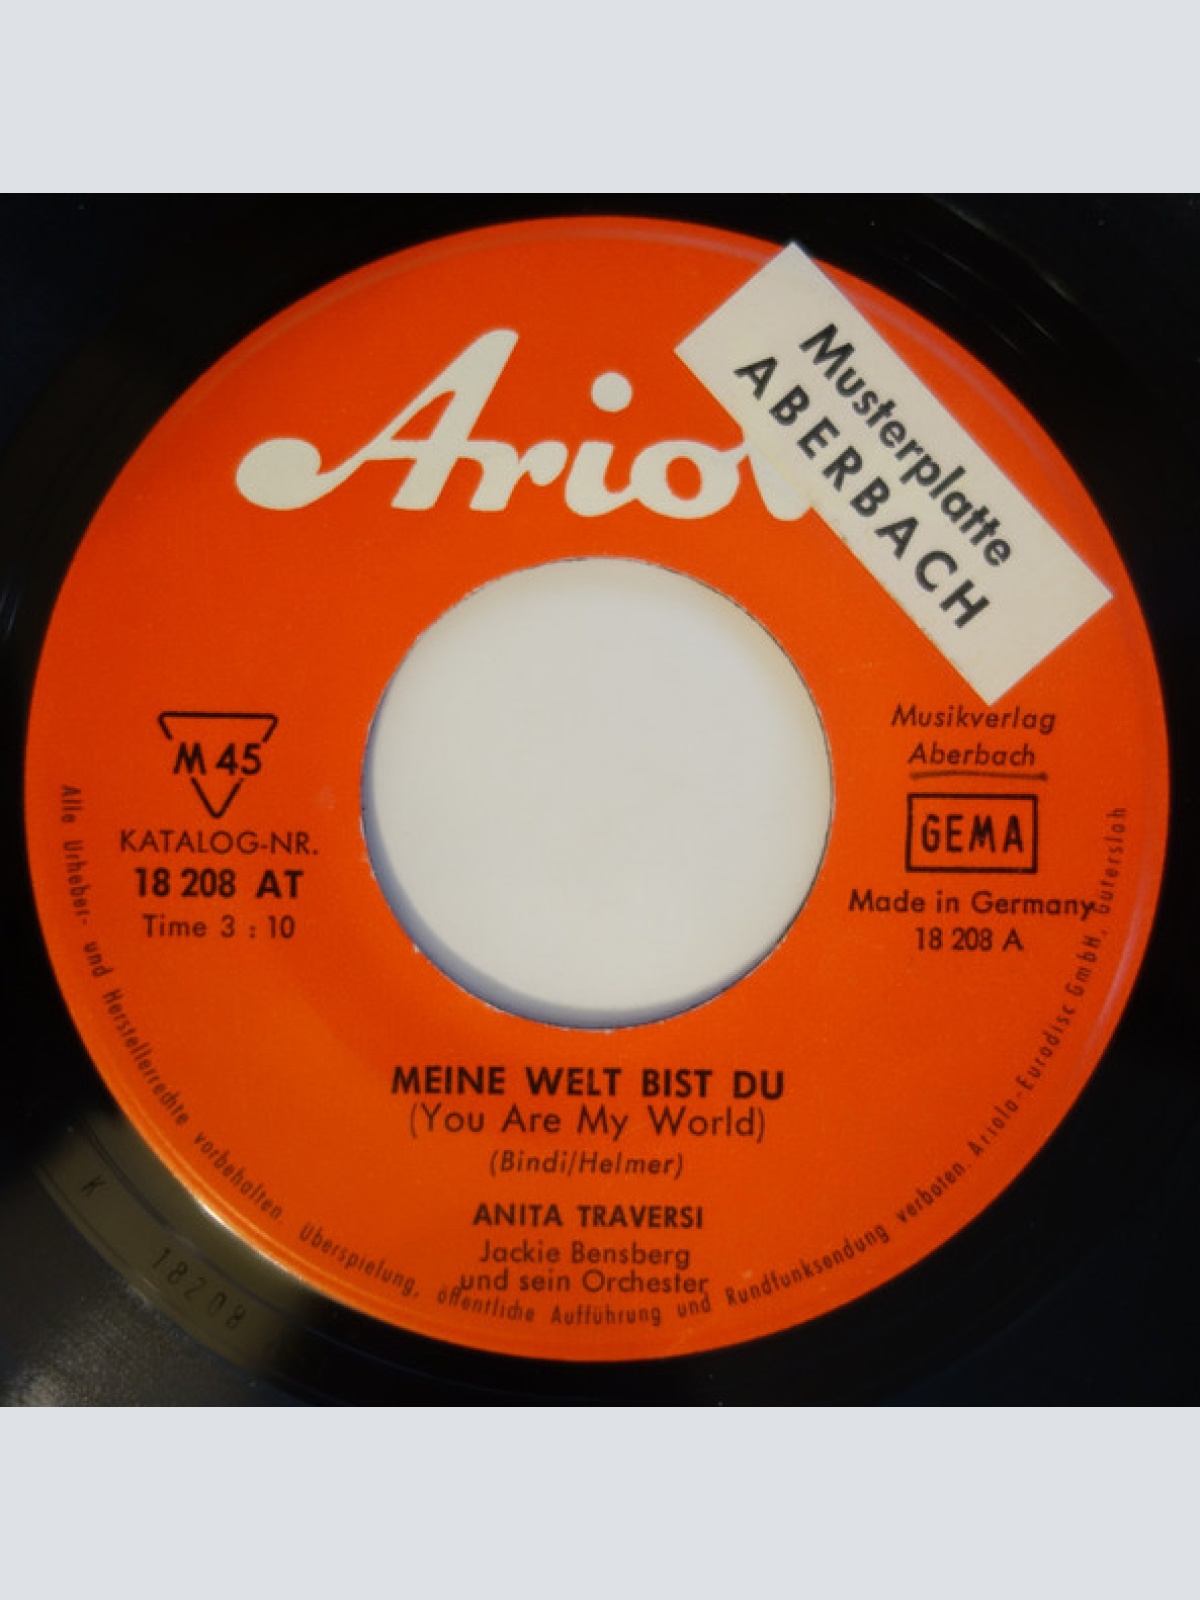 Ariol
Musterplatte
ABERBACH
Musikverlag
Aberbach
GEMA
Made in Germany
18 208 A
M 45
KATALOG-NR.
18 208 AT
Time 3 : 10
MEINE WELT BIST DU
(You Are My World)
(Bindi/Helmer)
ANITA TRAVERSI
Jackie Bensberg
und sein Orchester
Alle Urheber- und Herstellerrechte vorbehalten. Überspielung, öffentliche Aufführung und Rundfunksendung verboten. Ariola-Eurodisc GmbH, Gütersloh
K 18208